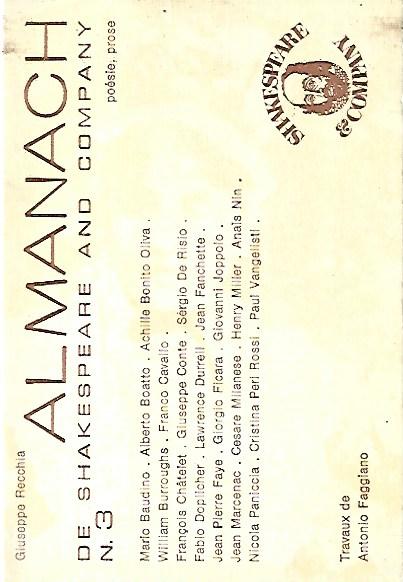 Giuseppe Recchia
ALMANACH
DE SHAKESPEARE AND COMPANY
N. 3
poésie, prose
Mario Baudino . Alberto Boatto . Achille Bonito Oliva .
William Burroughs . Franco Cavallo .
François Châtelet . Giuseppe Conte . Sergio De Risio .
Fabio Doplicher . Lawrence Durrell . Jean Fanchette .
Jean Pierre Faye . Giorgio Ficara . Giovanni Joppolo .
Jean Marcenac . Cesare Milanese . Henry Miller . Anaïs Nin .
Nicola Paniccia . Cristina Peri Rossi . Paul Vangelisti .
SHAKESPEARE
& COMPANY
Travaux de
Antonio Faggiano